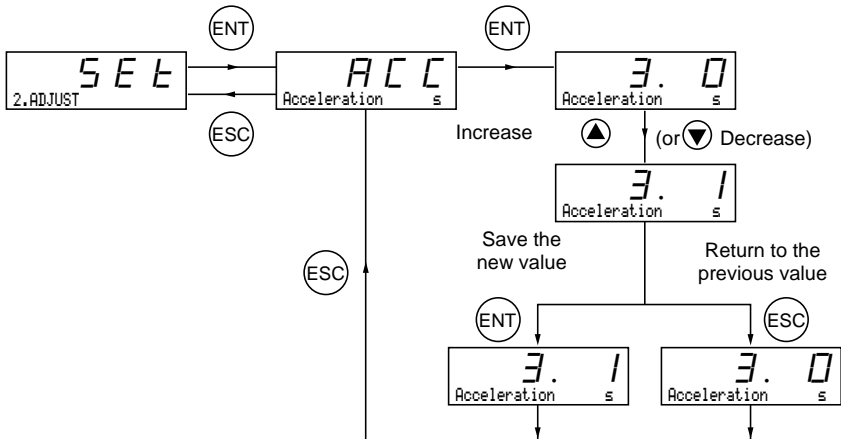 ENT
ENT
SEt
2.ADJUST
ACC
Acceleration s
3. 0
Acceleration s
ESC
Increase
(or Decrease)
3. 1
Acceleration s
Save the
new value
Return to the
previous value
ESC
ENT
ESC
3. 1
Acceleration s
3. 0
Acceleration s